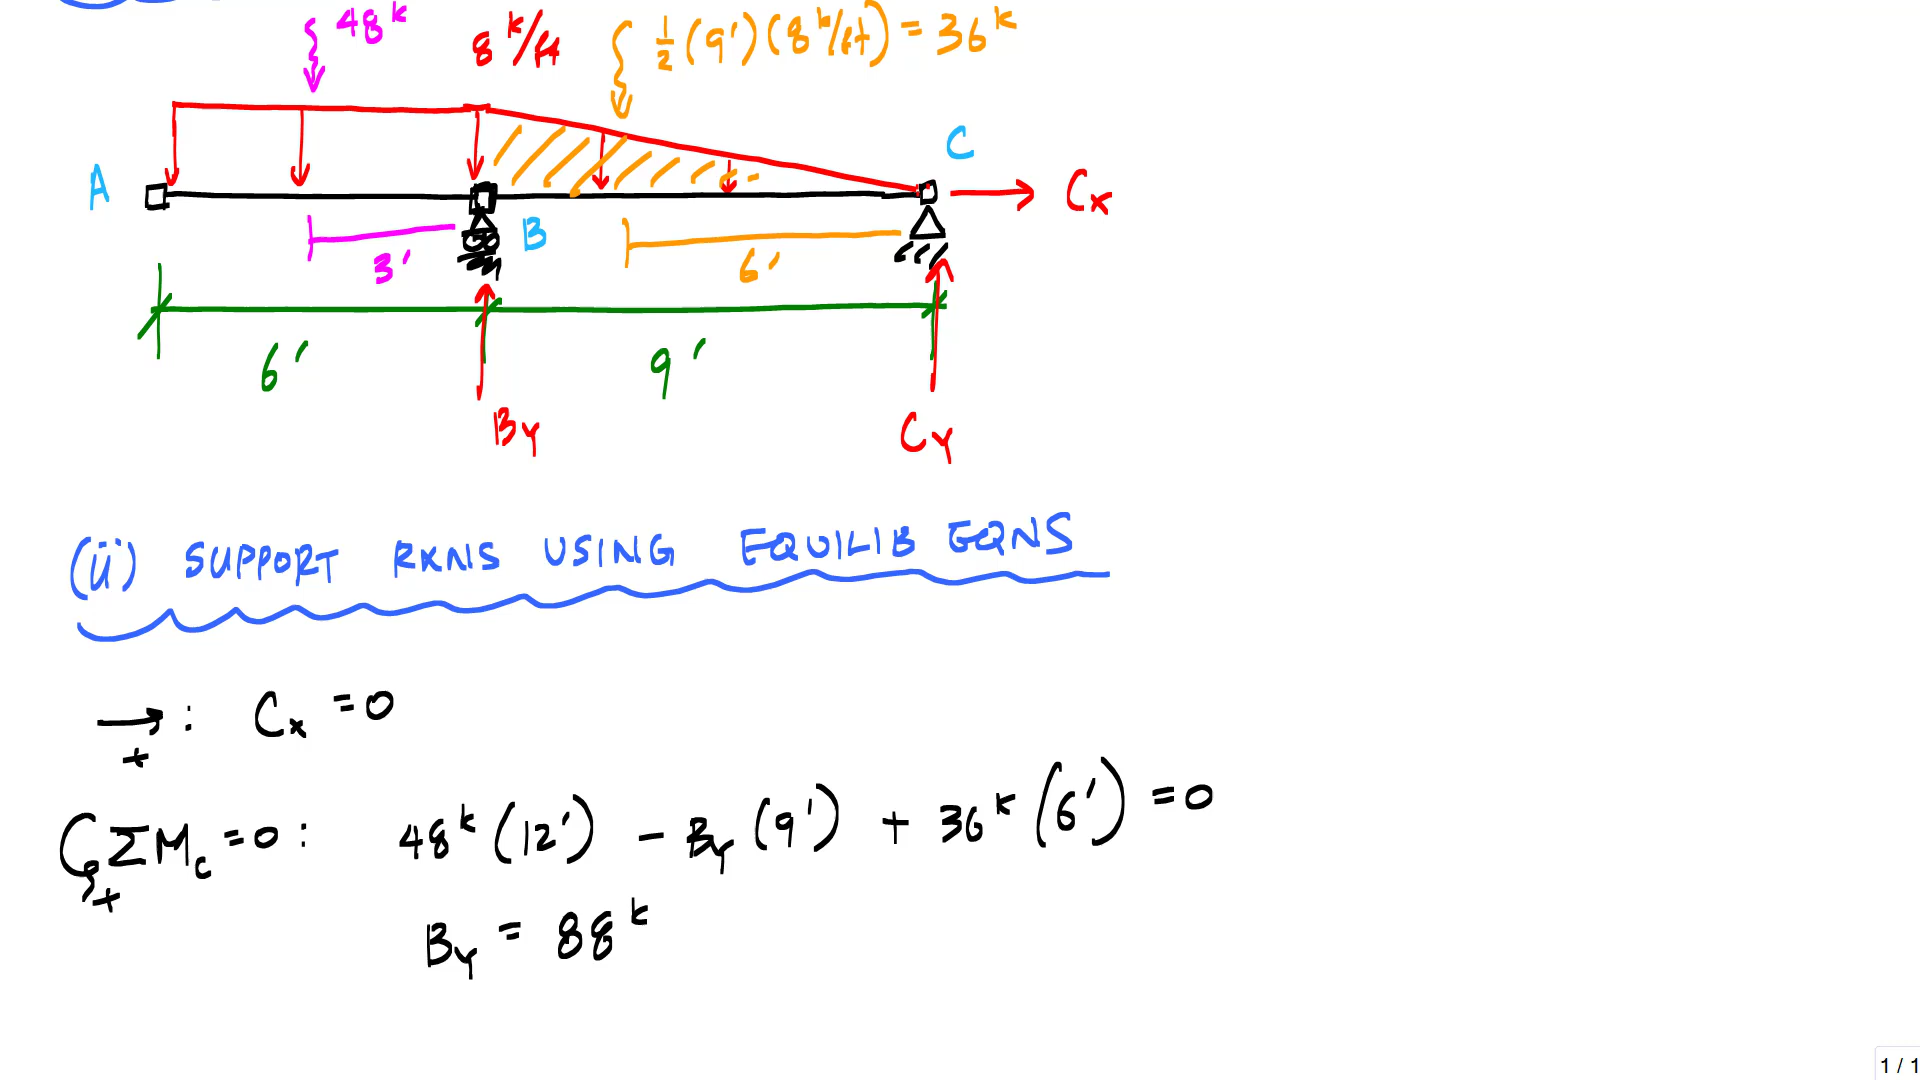 48ᵏ
8 ᵏ/ft
½(9′)(8ᵏ/ft) = 36ᵏ
A
B
C
Cx
3′
6′
6′
9′
By
Cy
(ii) SUPPORT RXNS USING EQUILIB EQNS
→+ : Cx = 0
↶+ ΣMc = 0 : 48ᵏ(12′) − By(9′) + 36ᵏ(6′) = 0
By = 88ᵏ
1 / 1